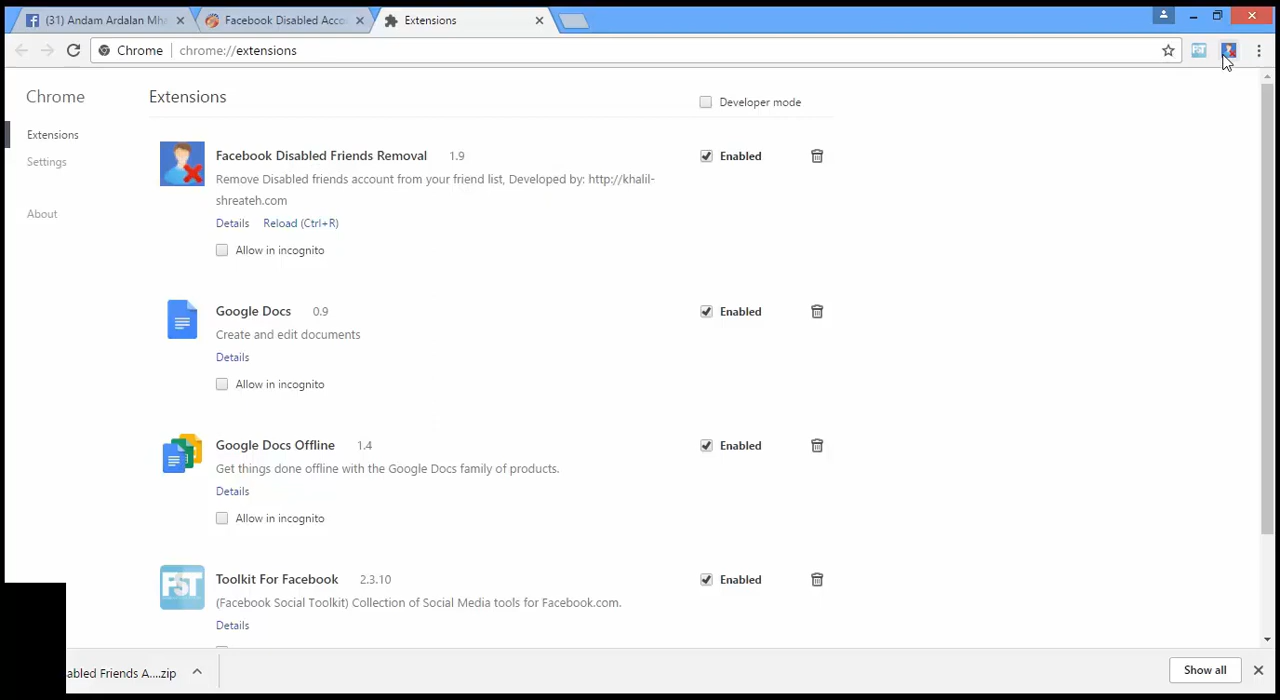 (31) Andam Ardalan Mha
Facebook Disabled Acco
Extensions
Chrome
chrome://extensions
FST
Chrome
Extensions
Settings
About
Extensions
Developer mode
Facebook Disabled Friends Removal 1.9
Enabled
Remove Disabled friends account from your friend list, Developed by: http://khalil-
shreateh.com
Details Reload (Ctrl+R)
Allow in incognito
Google Docs 0.9
Enabled
Create and edit documents
Details
Allow in incognito
Google Docs Offline 1.4
Enabled
Get things done offline with the Google Docs family of products.
Details
Allow in incognito
FST
Toolkit For Facebook 2.3.10
Enabled
(Facebook Social Toolkit) Collection of Social Media tools for Facebook.com.
Details
abled Friends A....zip
Show all